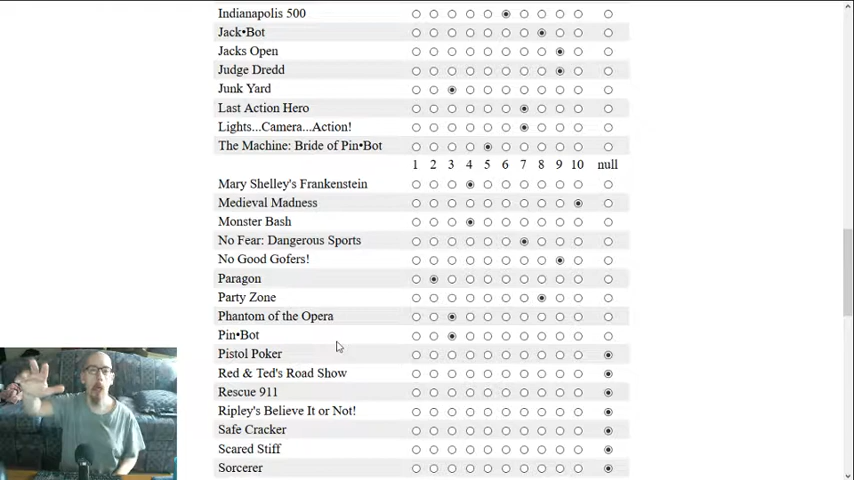 Indianapolis 500
Jack•Bot
Jacks Open
Judge Dredd
Junk Yard
Last Action Hero
Lights...Camera...Action!
The Machine: Bride of Pin•Bot
1 2 3 4 5 6 7 8 9 10 null
Mary Shelley's Frankenstein
Medieval Madness
Monster Bash
No Fear: Dangerous Sports
No Good Gofers!
Paragon
Party Zone
Phantom of the Opera
Pin•Bot
Pistol Poker
Red & Ted's Road Show
Rescue 911
Ripley's Believe It or Not!
Safe Cracker
Scared Stiff
Sorcerer